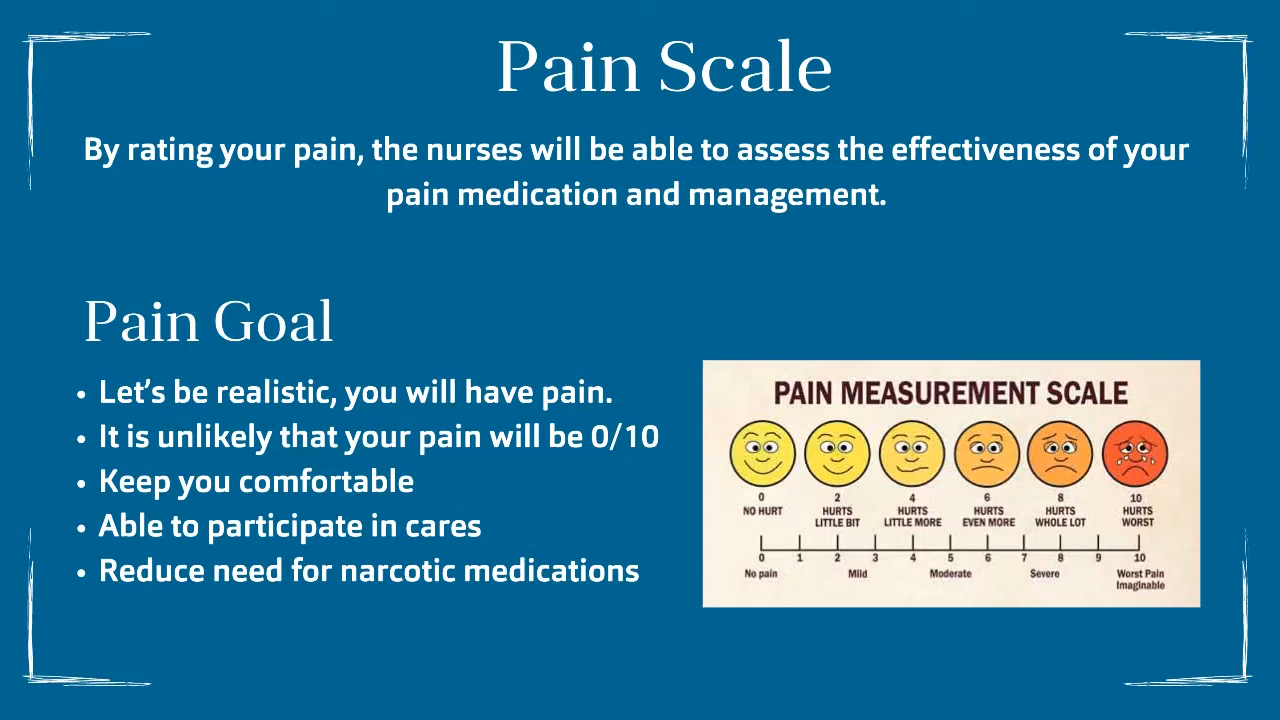 Pain Scale
By rating your pain, the nurses will be able to assess the effectiveness of your
pain medication and management.
Pain Goal
• Let’s be realistic, you will have pain.
• It is unlikely that your pain will be 0/10
• Keep you comfortable
• Able to participate in cares
• Reduce need for narcotic medications
PAIN MEASUREMENT SCALE
0 2 4 6 8 10
NO HURT HURTS HURTS HURTS HURTS HURTS
LITTLE BIT LITTLE MORE EVEN MORE WHOLE LOT WORST
0 1 2 3 4 5 6 7 8 9 10
No pain Mild Moderate Severe Worst Pain
Imaginable